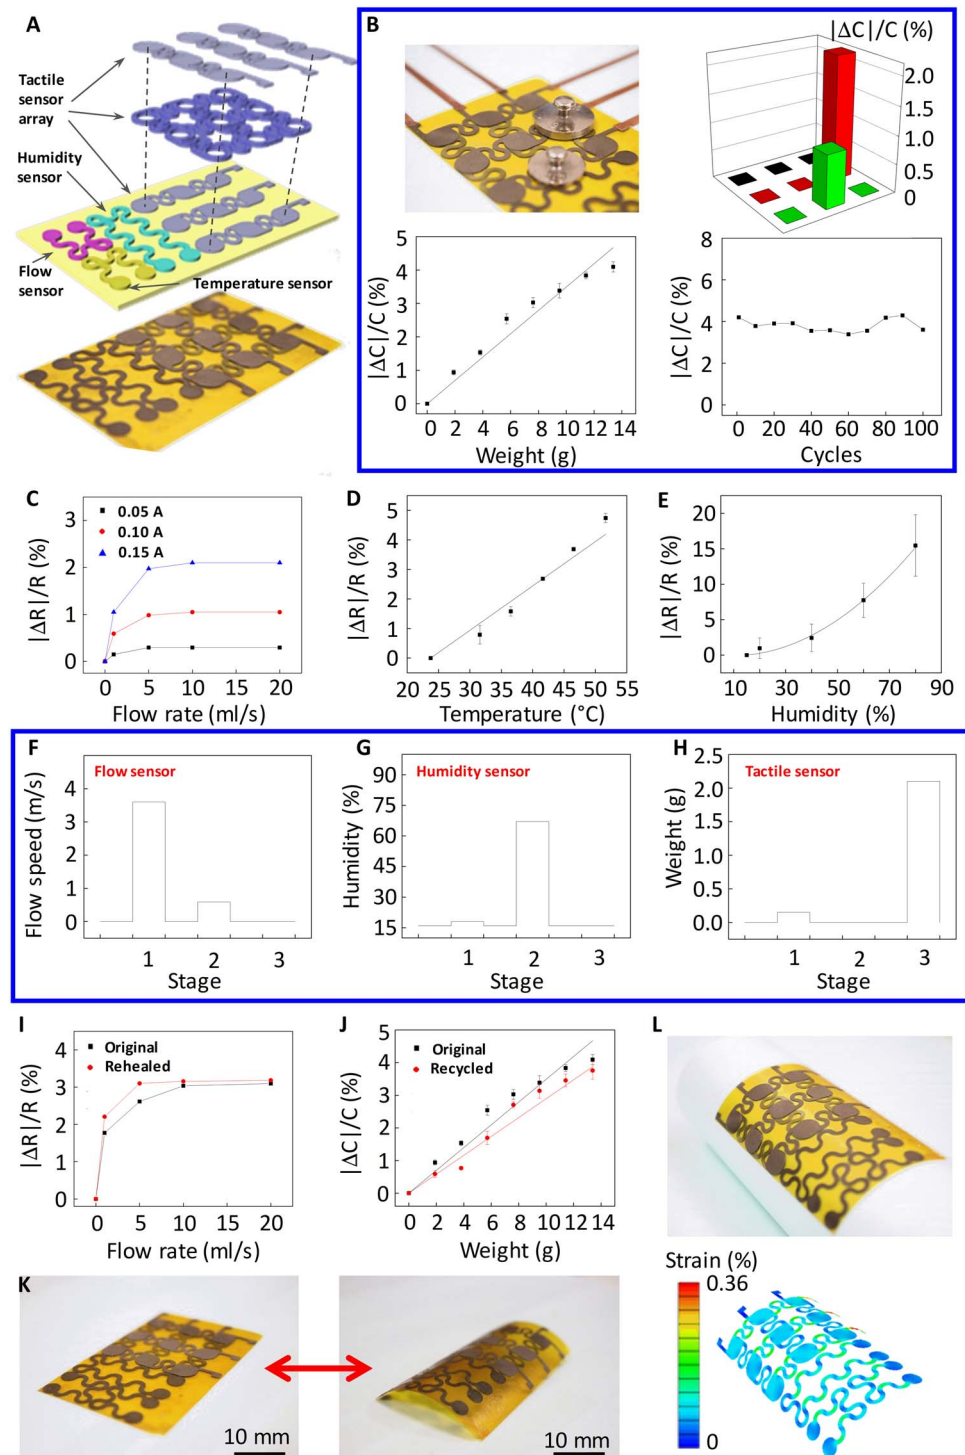 A
Tactile
sensor
array
Humidity
sensor
Flow
sensor
Temperature sensor
B
|ΔC|/C (%)
2.0
1.5
1.0
0.5
0
5
4
3
2
1
0
|ΔC|/C (%)
0 2 4 6 8 10 12 14
Weight (g)
8
6
4
2
0
|ΔC|/C (%)
0 20 40 60 80 100
Cycles
C
0.05 A
0.10 A
0.15 A
3
2
1
0
|ΔR|/R (%)
0 5 10 15 20
Flow rate (ml/s)
D
6
5
4
3
2
1
0
|ΔR|/R (%)
20 25 30 35 40 45 50 55
Temperature (°C)
E
20
15
10
5
0
|ΔR|/R (%)
10 30 50 70 90
Humidity (%)
F
Flow sensor
4
3
2
1
0
Flow speed (m/s)
1 2 3
Stage
G
Humidity sensor
90
75
60
45
30
15
Humidity (%)
1 2 3
Stage
H
Tactile sensor
2.5
2.0
1.5
1.0
0.5
0.0
Weight (g)
1 2 3
Stage
I
Original
Rehealed
4
3
2
1
0
|ΔR|/R (%)
0 5 10 15 20
Flow rate (ml/s)
J
Original
Recycled
5
4
3
2
1
0
|ΔC|/C (%)
0 2 4 6 8 10 12 14
Weight (g)
K
10 mm
10 mm
L
Strain (%)
0.36
0